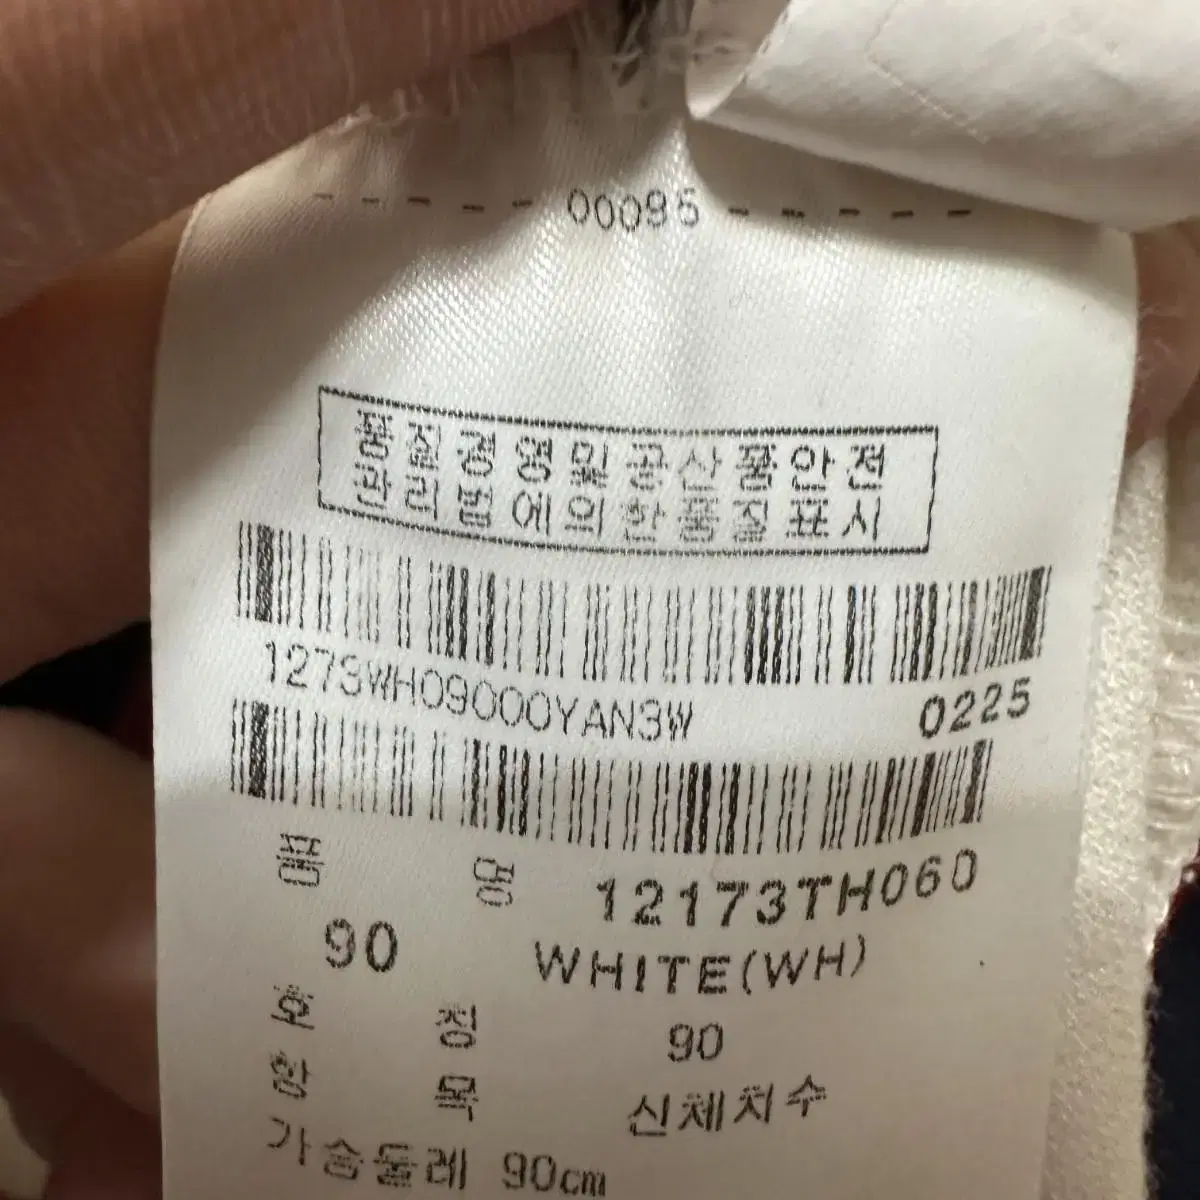 - - - - - 00095 - - - - -
품질경영및공산품안전
관리법에의한품질표시
1273WH09000YAN3W 0225
품 명 12173TH060
90 WHITE(WH)
호 칭 90
항 목 신체치수
가슴둘레 90cm